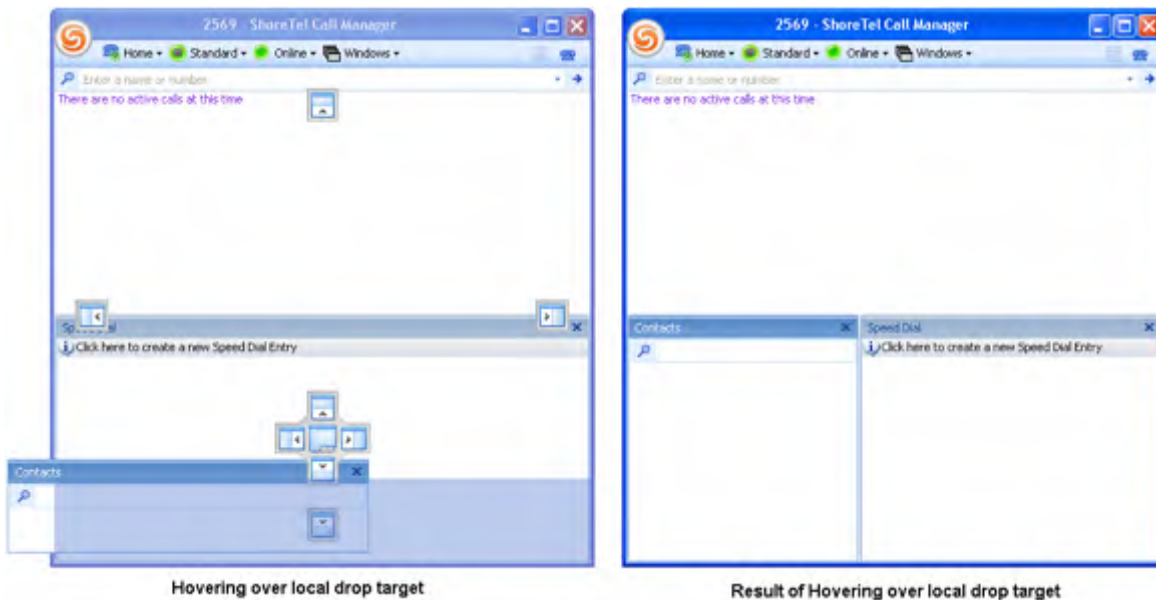 2569 - ShoreTel Call Manager
Home Standard Online Windows
Enter a name or number
There are no active calls at this time
Speed Dial
Click here to create a new Speed Dial Entry
Contacts
Hovering over local drop target
2569 - ShoreTel Call Manager
Home Standard Online Windows
Enter a name or number
There are no active calls at this time
Contacts
Speed Dial
Click here to create a new Speed Dial Entry
Result of Hovering over local drop target